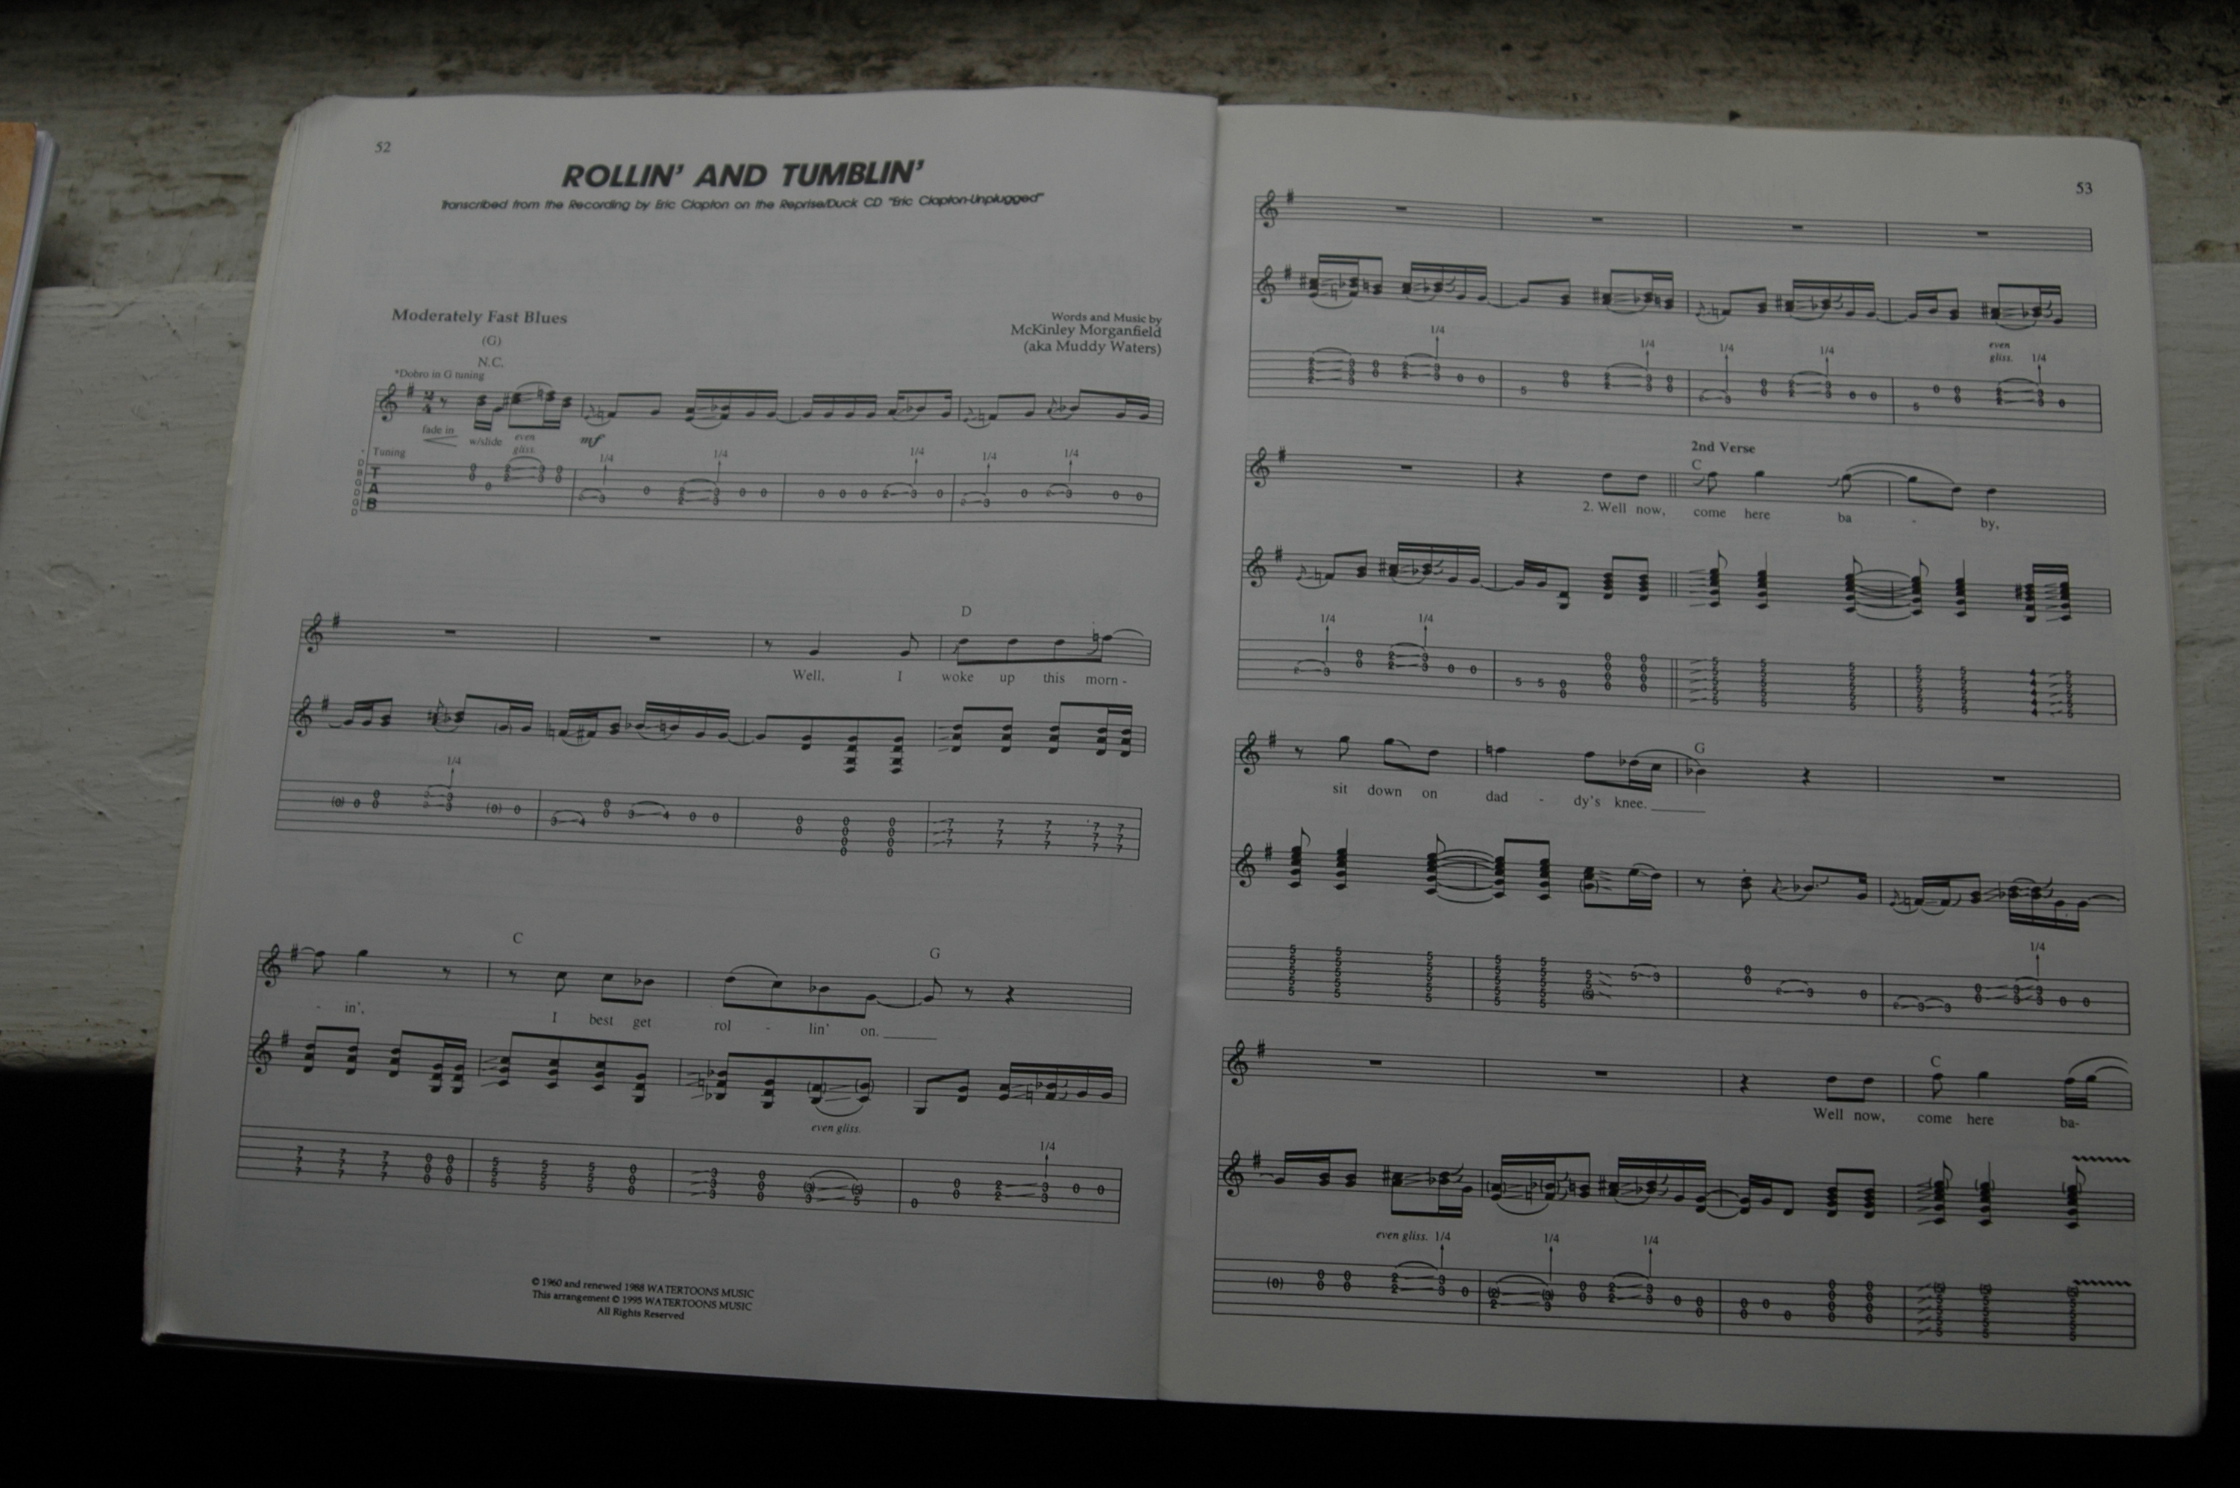 52
ROLLIN' AND TUMBLIN'
Transcribed from the Recording by Eric Clapton on the Reprise/Duck CD "Eric Clapton-Unplugged"
Moderately Fast Blues
Words and Music by
McKinley Morganfield
(aka Muddy Waters)
(G)
N.C.
*Dobro in G tuning
fade in
w/slide
even
gliss.
mf
* Tuning
1/4 1/4 1/4 1/4 1/4
D
B
G
D
G
D
T
A
B
D
Well, I woke up this morn -
1/4
C G
- in', I best get rol - lin' on.
even gliss.
1/4
© 1960 and renewed 1988 WATERTOONS MUSIC
This arrangement © 1995 WATERTOONS MUSIC
All Rights Reserved
53
1/4 1/4 1/4 1/4 even
gliss. 1/4
2nd Verse
C
2. Well now, come here ba - by,
1/4 1/4
G
sit down on dad - dy's knee.
1/4
C
Well now, come here ba-
even gliss. 1/4 1/4 1/4